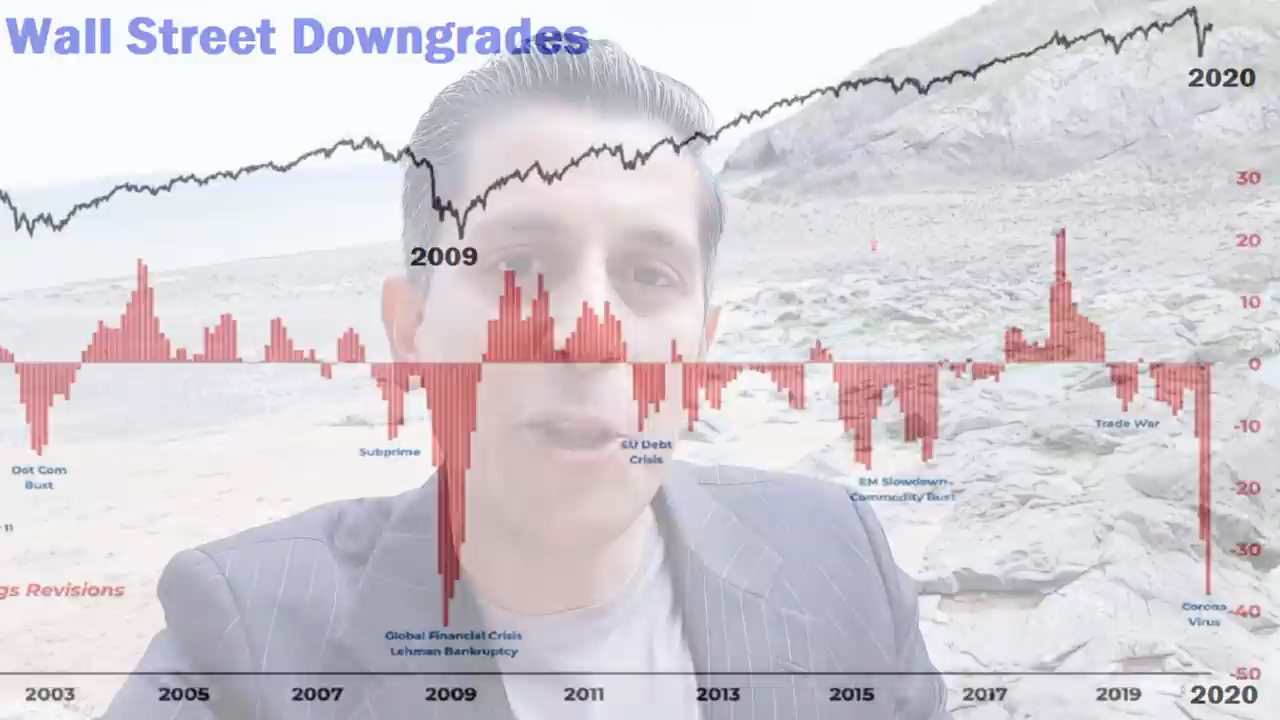 Wall Street Downgrades
2020
30
20
2009
10
0
-10
Trade War
EU Debt
Crisis
Subprime
Dot Com
Bust
EM Slowdown
Commodity Bust
-20
11
-30
gs Revisions
Corona
Virus
-40
Global Financial Crisis
Lehman Bankruptcy
-50
2003 2005 2007 2009 2011 2013 2015 2017 2019 2020